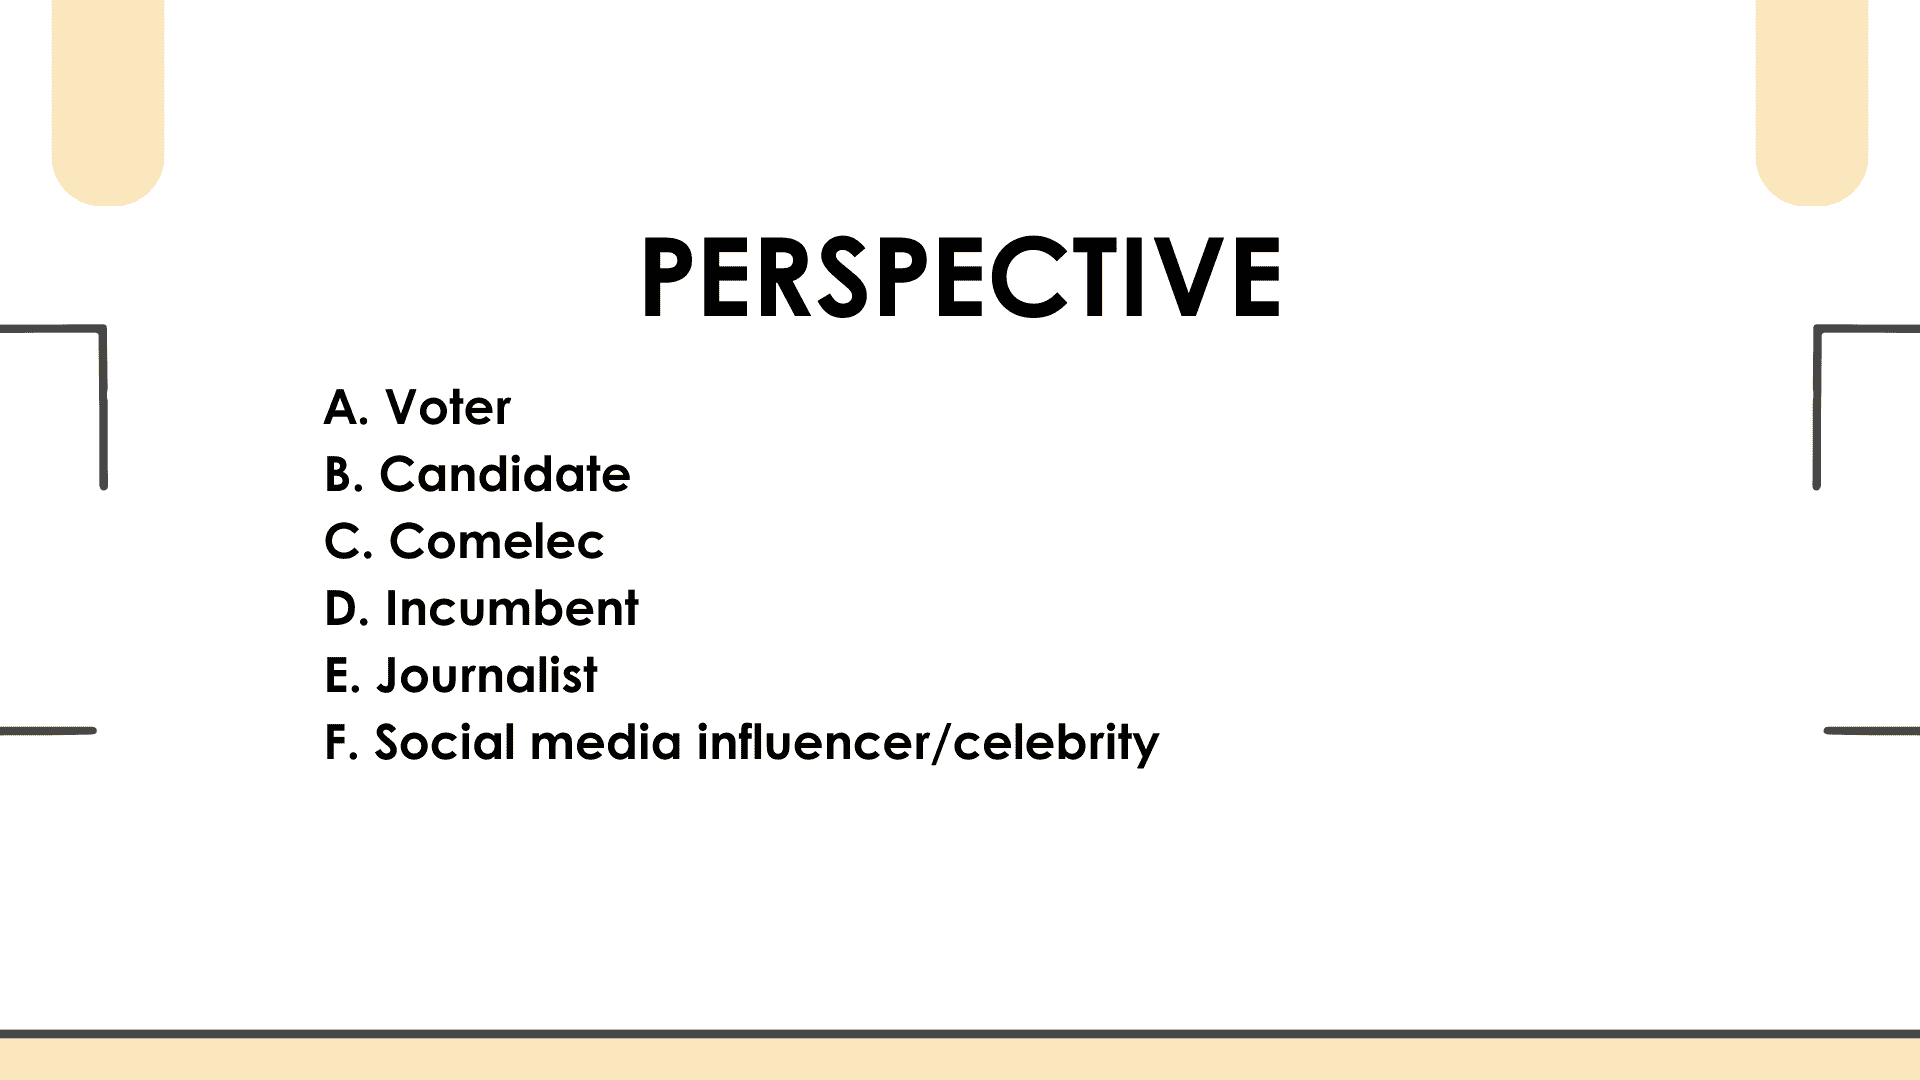 PERSPECTIVE
A. Voter
B. Candidate
C. Comelec
D. Incumbent
E. Journalist
F. Social media influencer/celebrity